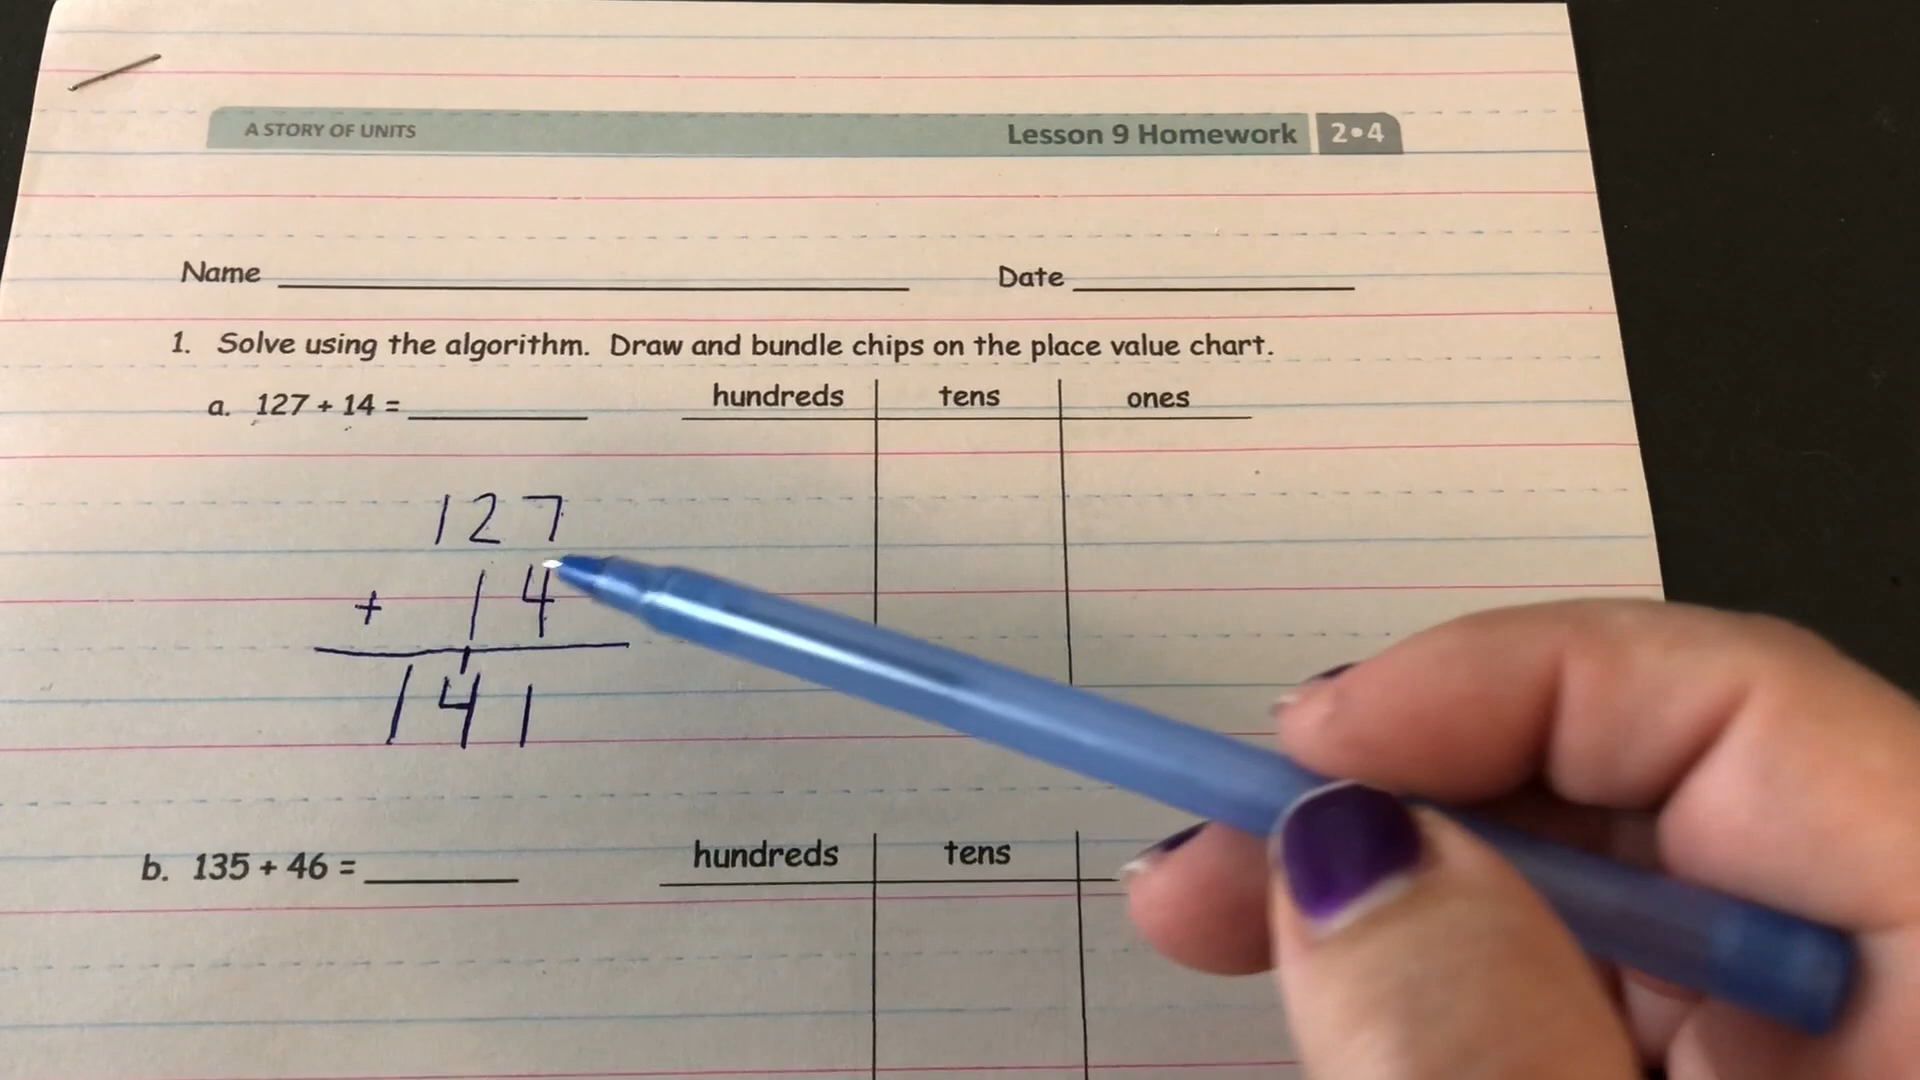 A STORY OF UNITS Lesson 9 Homework 2•4
Name Date
1. Solve using the algorithm. Draw and bundle chips on the place value chart.
a. 127 + 14 = hundreds tens ones
127
+ 14
1
141
b. 135 + 46 = hundreds tens